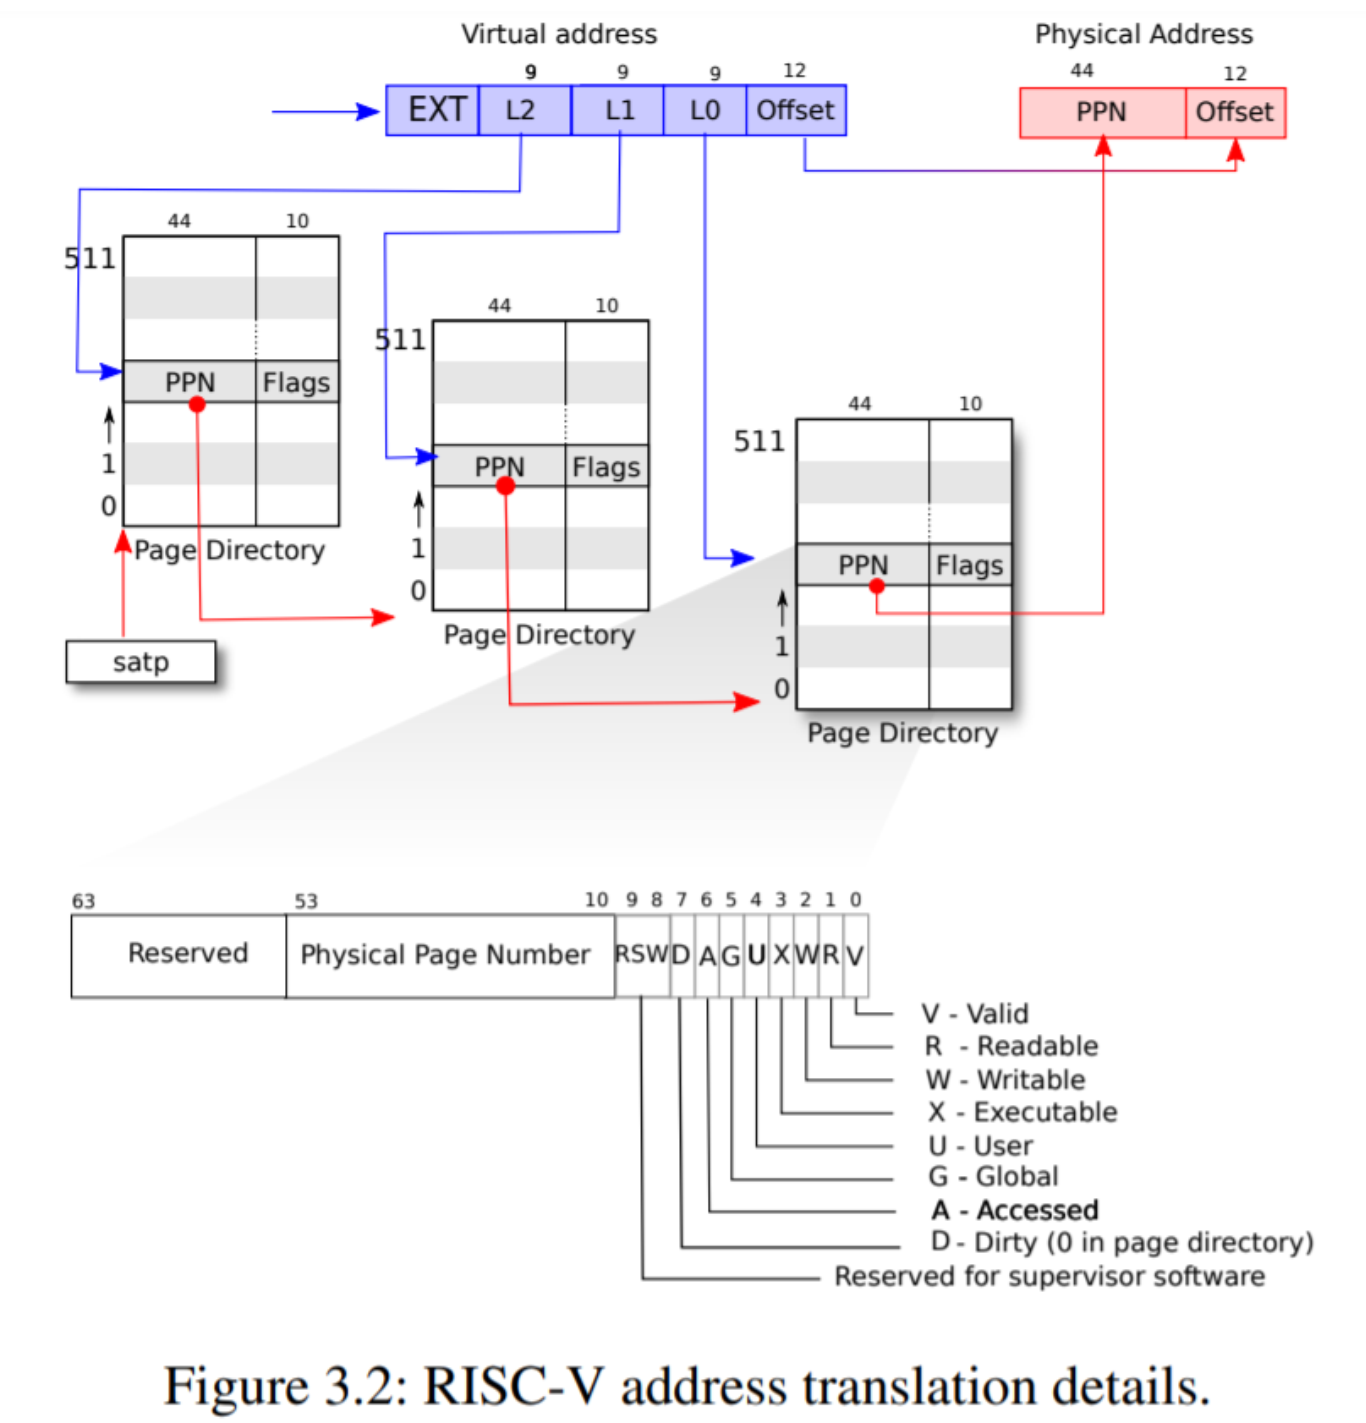 Virtual address
Physical Address
9 9 9 12
44 12
EXT L2 L1 L0 Offset
PPN Offset
44 10
511
PPN Flags
1
0
Page Directory
satp
44 10
511
PPN Flags
1
0
Page Directory
44 10
511
PPN Flags
1
0
Page Directory
63 53 10 9 8 7 6 5 4 3 2 1 0
Reserved Physical Page Number RSW D A G U X W R V
V - Valid
R - Readable
W - Writable
X - Executable
U - User
G - Global
A - Accessed
D - Dirty (0 in page directory)
Reserved for supervisor software
Figure 3.2: RISC-V address translation details.